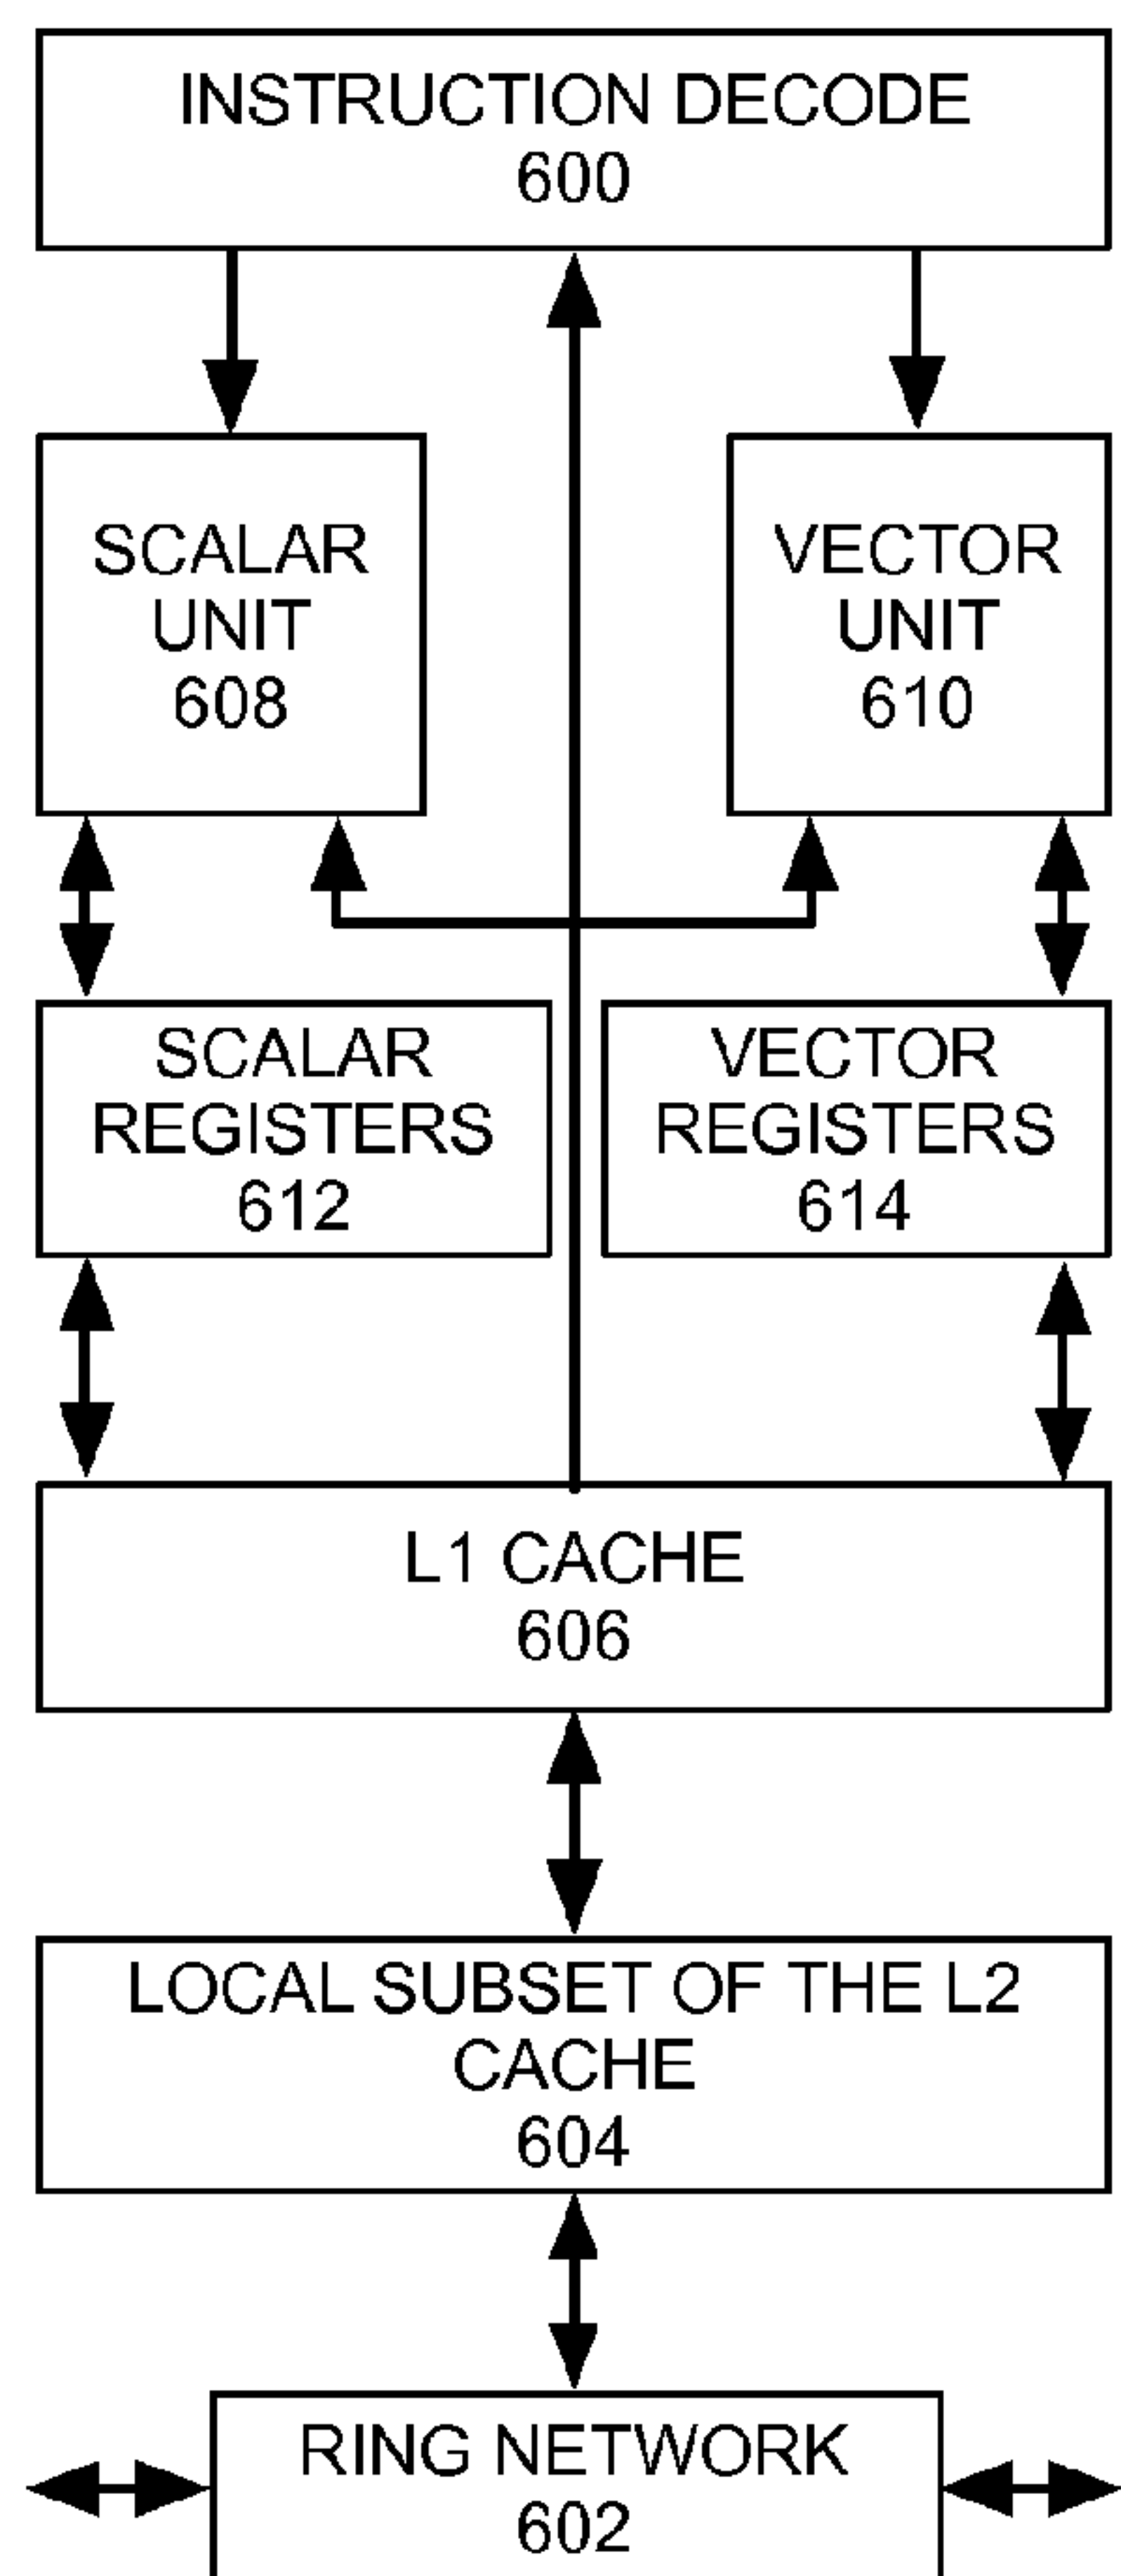 INSTRUCTION DECODE
600
SCALAR
UNIT
608
VECTOR
UNIT
610
SCALAR
REGISTERS
612
VECTOR
REGISTERS
614
L1 CACHE
606
LOCAL SUBSET OF THE L2
CACHE
604
RING NETWORK
602